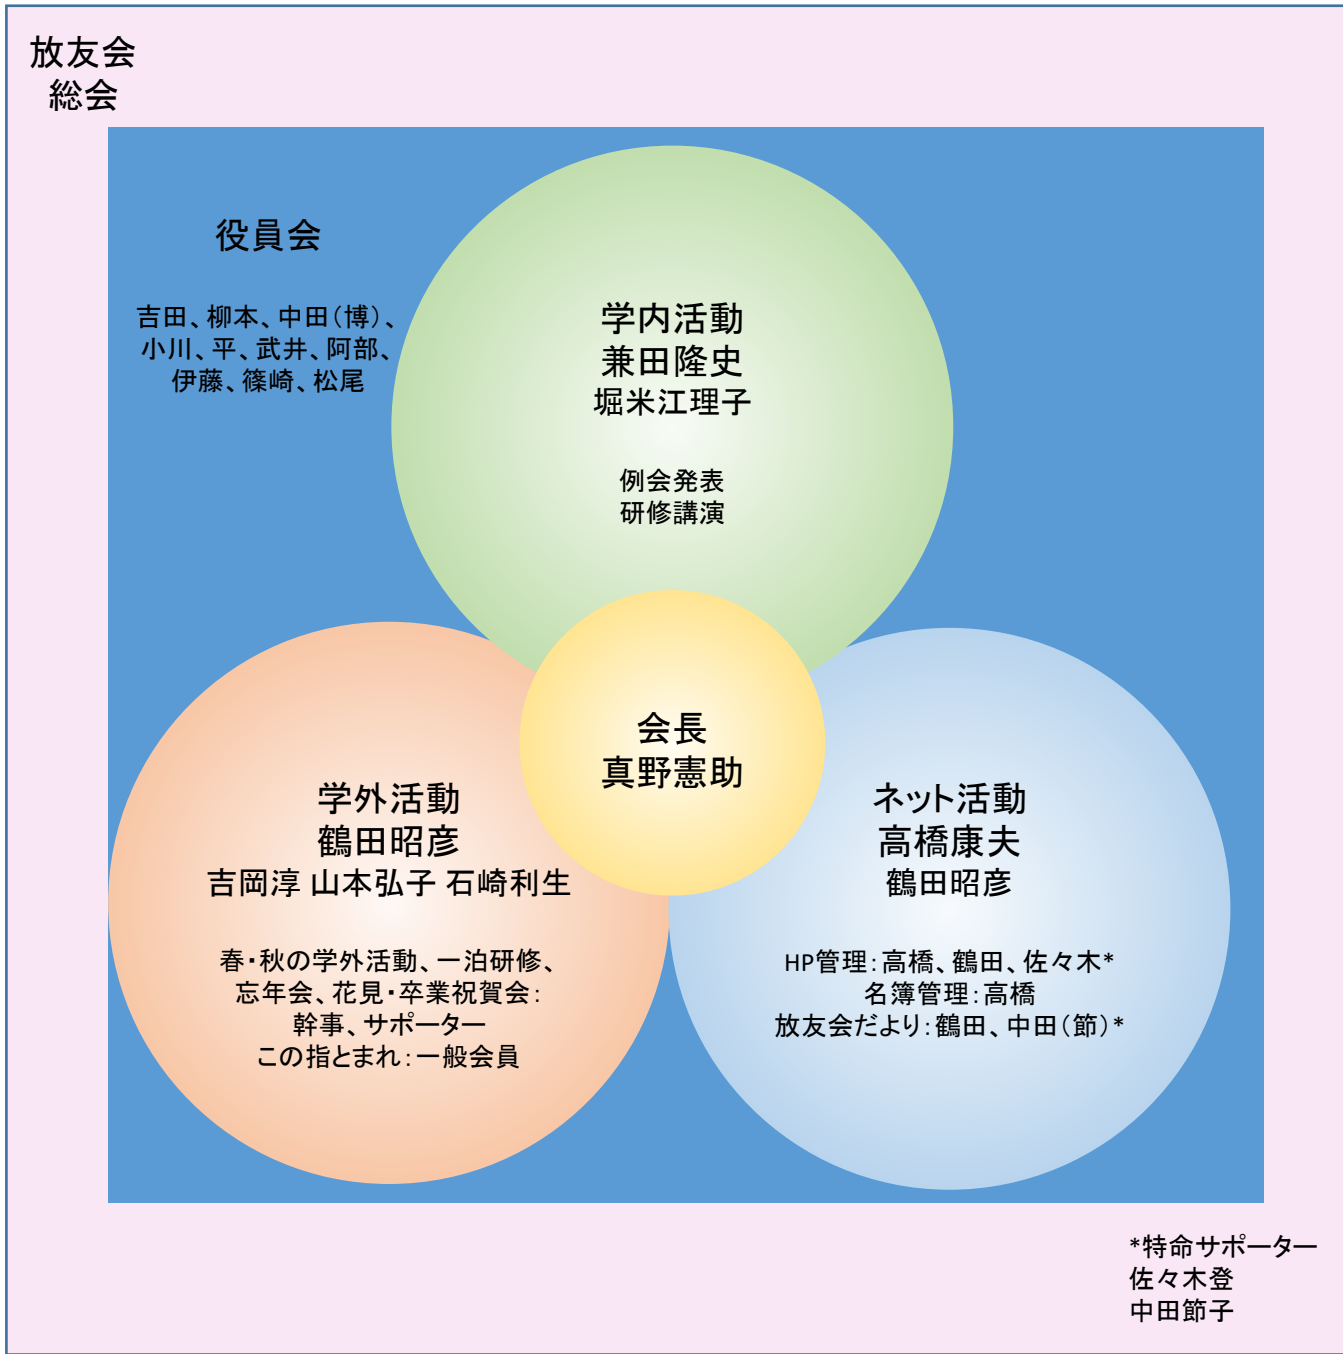 放友会
総会
役員会
吉田、柳本、中田(博)、
小川、平、武井、阿部、
伊藤、篠崎、松尾
学内活動
兼田隆史
堀米江理子
例会発表
研修講演
会長
真野憲助
学外活動
鶴田昭彦
吉岡淳 山本弘子 石崎利生
春・秋の学外活動、一泊研修、
忘年会、花見・卒業祝賀会:
幹事、サポーター
この指とまれ:一般会員
ネット活動
高橋康夫
鶴田昭彦
HP管理:高橋、鶴田、佐々木*
名簿管理:高橋
放友会だより:鶴田、中田(節)*
*特命サポーター
佐々木登
中田節子